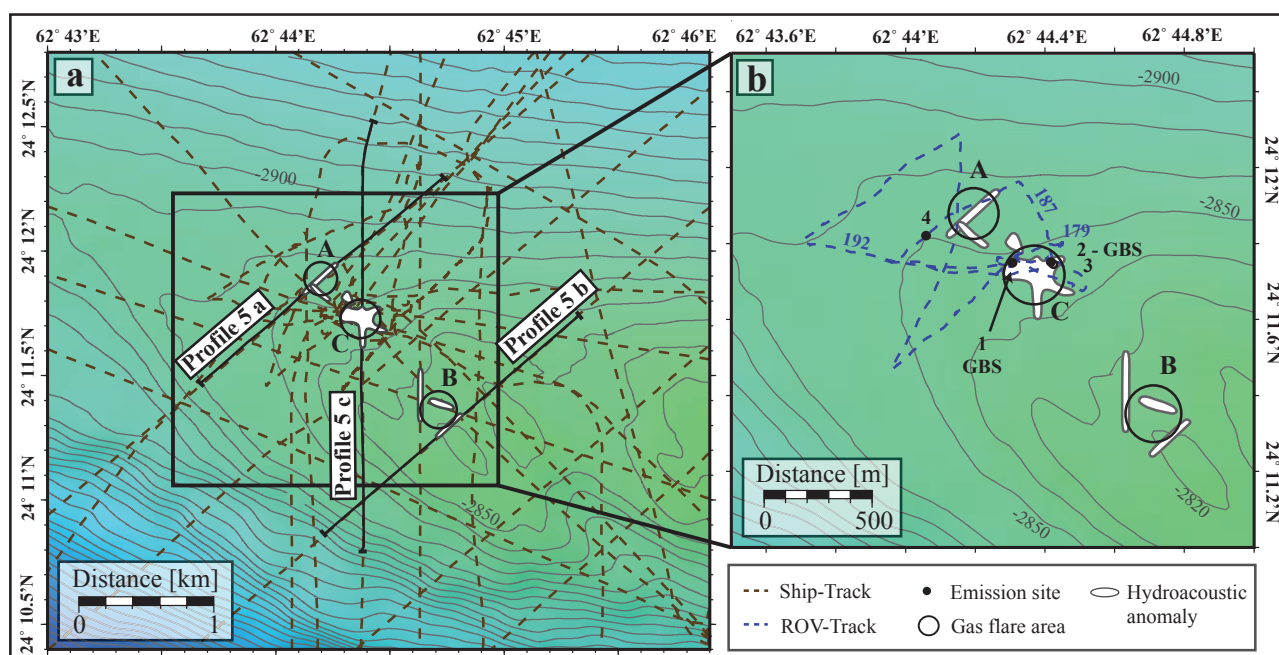 62° 43'E 62° 44'E 62° 45'E 62° 46'E
a
24° 12.5'N
24° 12'N
24° 11.5'N
24° 11'N
24° 10.5'N
-2900
A
Profile 5 a
Profile 5 b
C
B
Profile 5 c
-2850
Distance [km]
0 1
62° 43.6'E 62° 44'E 62° 44.4'E 62° 44.8'E
b
-2900
24° 12'N
A
187
-2850
4
179
192
2 - GBS
3
C
24° 11.6'N
1
GBS
B
Distance [m]
0 500
24° 11.2'N
-2820
-2850
Ship-Track
Emission site
Hydroacoustic
anomaly
ROV-Track
Gas flare area